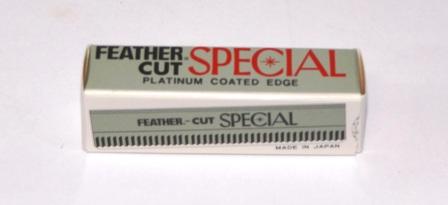 FEATHER® SPECIAL
CUT
PLATINUM COATED EDGE
FEATHER®-CUT SPECIAL
MADE IN JAPAN